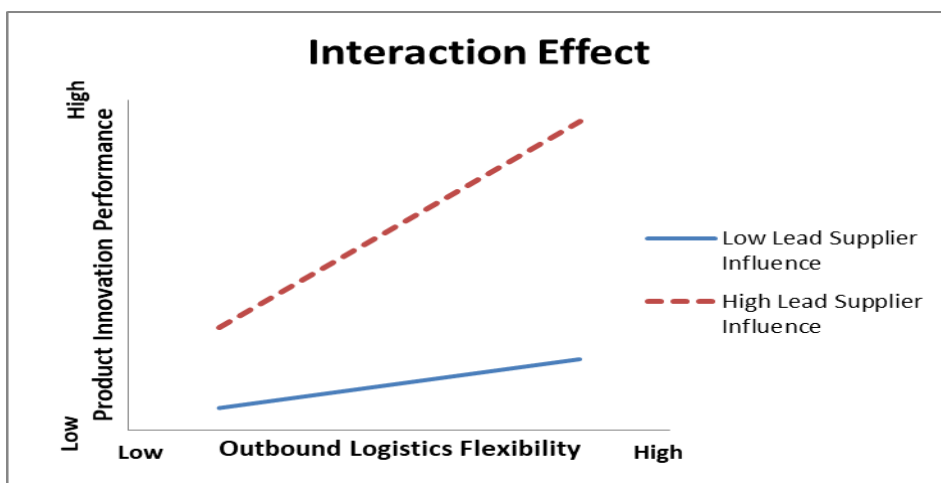 Interaction Effect
High
Product Innovation Performance
Low
Low Lead Supplier
Influence
High Lead Supplier
Influence
Low
Outbound Logistics Flexibility
High